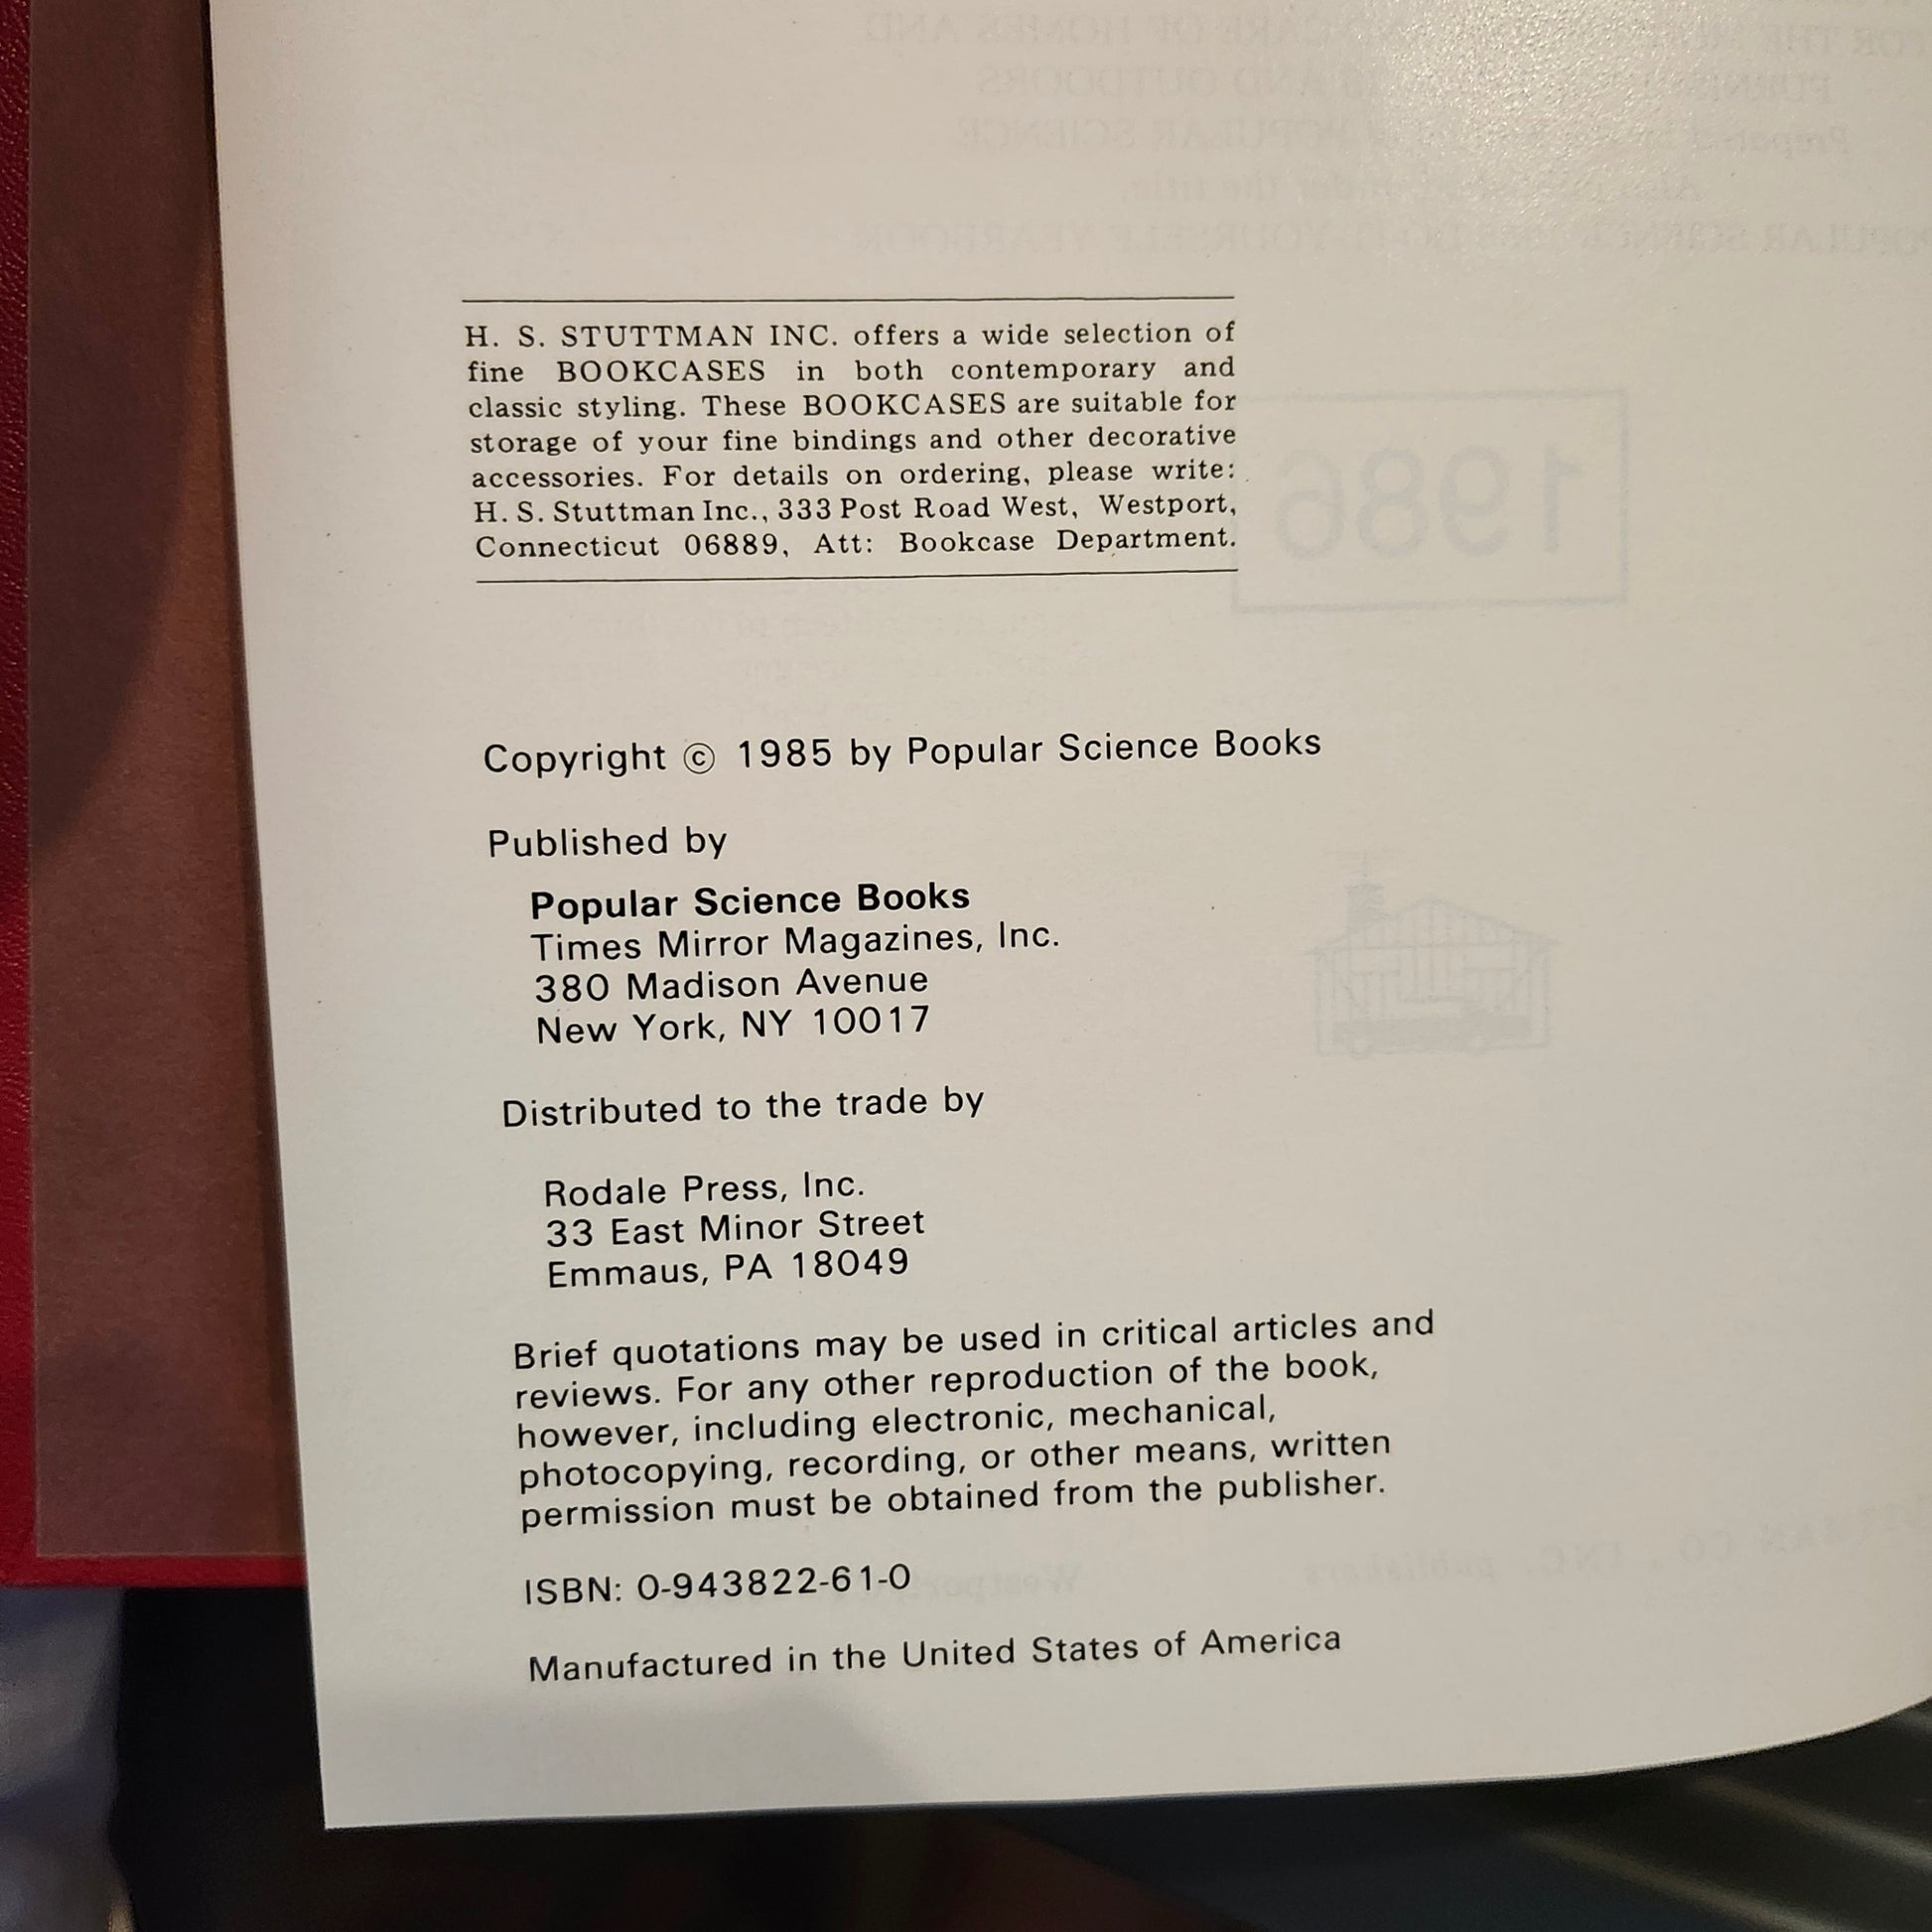 H. S. STUTTMAN INC. offers a wide selection of
fine BOOKCASES in both contemporary and
classic styling. These BOOKCASES are suitable for
storage of your fine bindings and other decorative
accessories. For details on ordering, please write:
H. S. Stuttman Inc., 333 Post Road West, Westport,
Connecticut 06889, Att: Bookcase Department.
1986
Copyright © 1985 by Popular Science Books
Published by
Popular Science Books
Times Mirror Magazines, Inc.
380 Madison Avenue
New York, NY 10017
Distributed to the trade by
Rodale Press, Inc.
33 East Minor Street
Emmaus, PA 18049
Brief quotations may be used in critical articles and
reviews. For any other reproduction of the book,
however, including electronic, mechanical,
photocopying, recording, or other means, written
permission must be obtained from the publisher.
ISBN: 0-943822-61-0
Manufactured in the United States of America